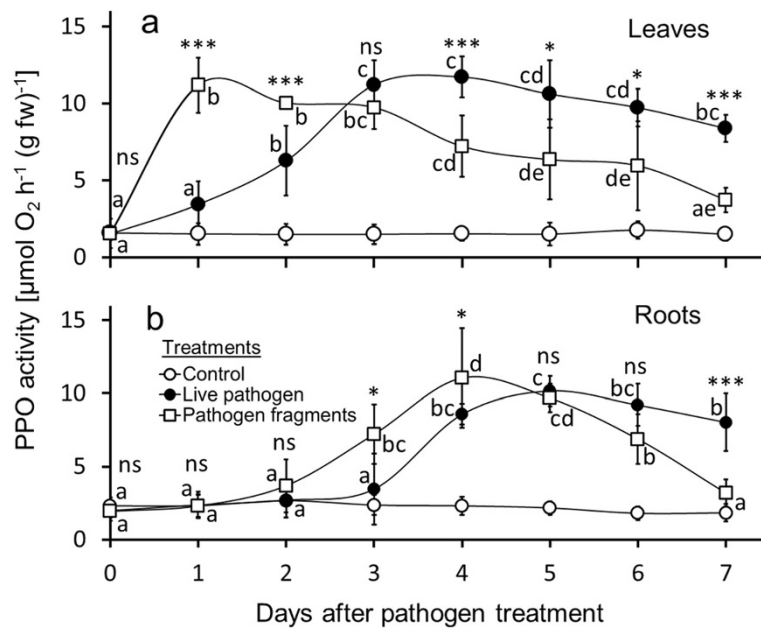 PPO activity [µmol O₂ h⁻¹ (g fw)⁻¹]
a
Leaves
15
10
5
0
ns
a
a
***
b
a
***
b
b
ns
c
bc
***
c
cd
*
cd
de
*
cd
de
***
bc
ae
b
Roots
Treatments
Control
Live pathogen
Pathogen fragments
15
10
5
0
ns
a
a
ns
a
a
ns
a
a
*
bc
a
*
d
bc
ns
c
cd
ns
bc
b
***
b
a
0 1 2 3 4 5 6 7
Days after pathogen treatment